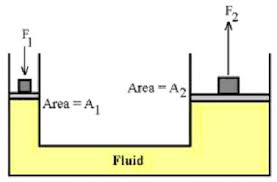 F1
F2
Area = A1
Area = A2
Fluid